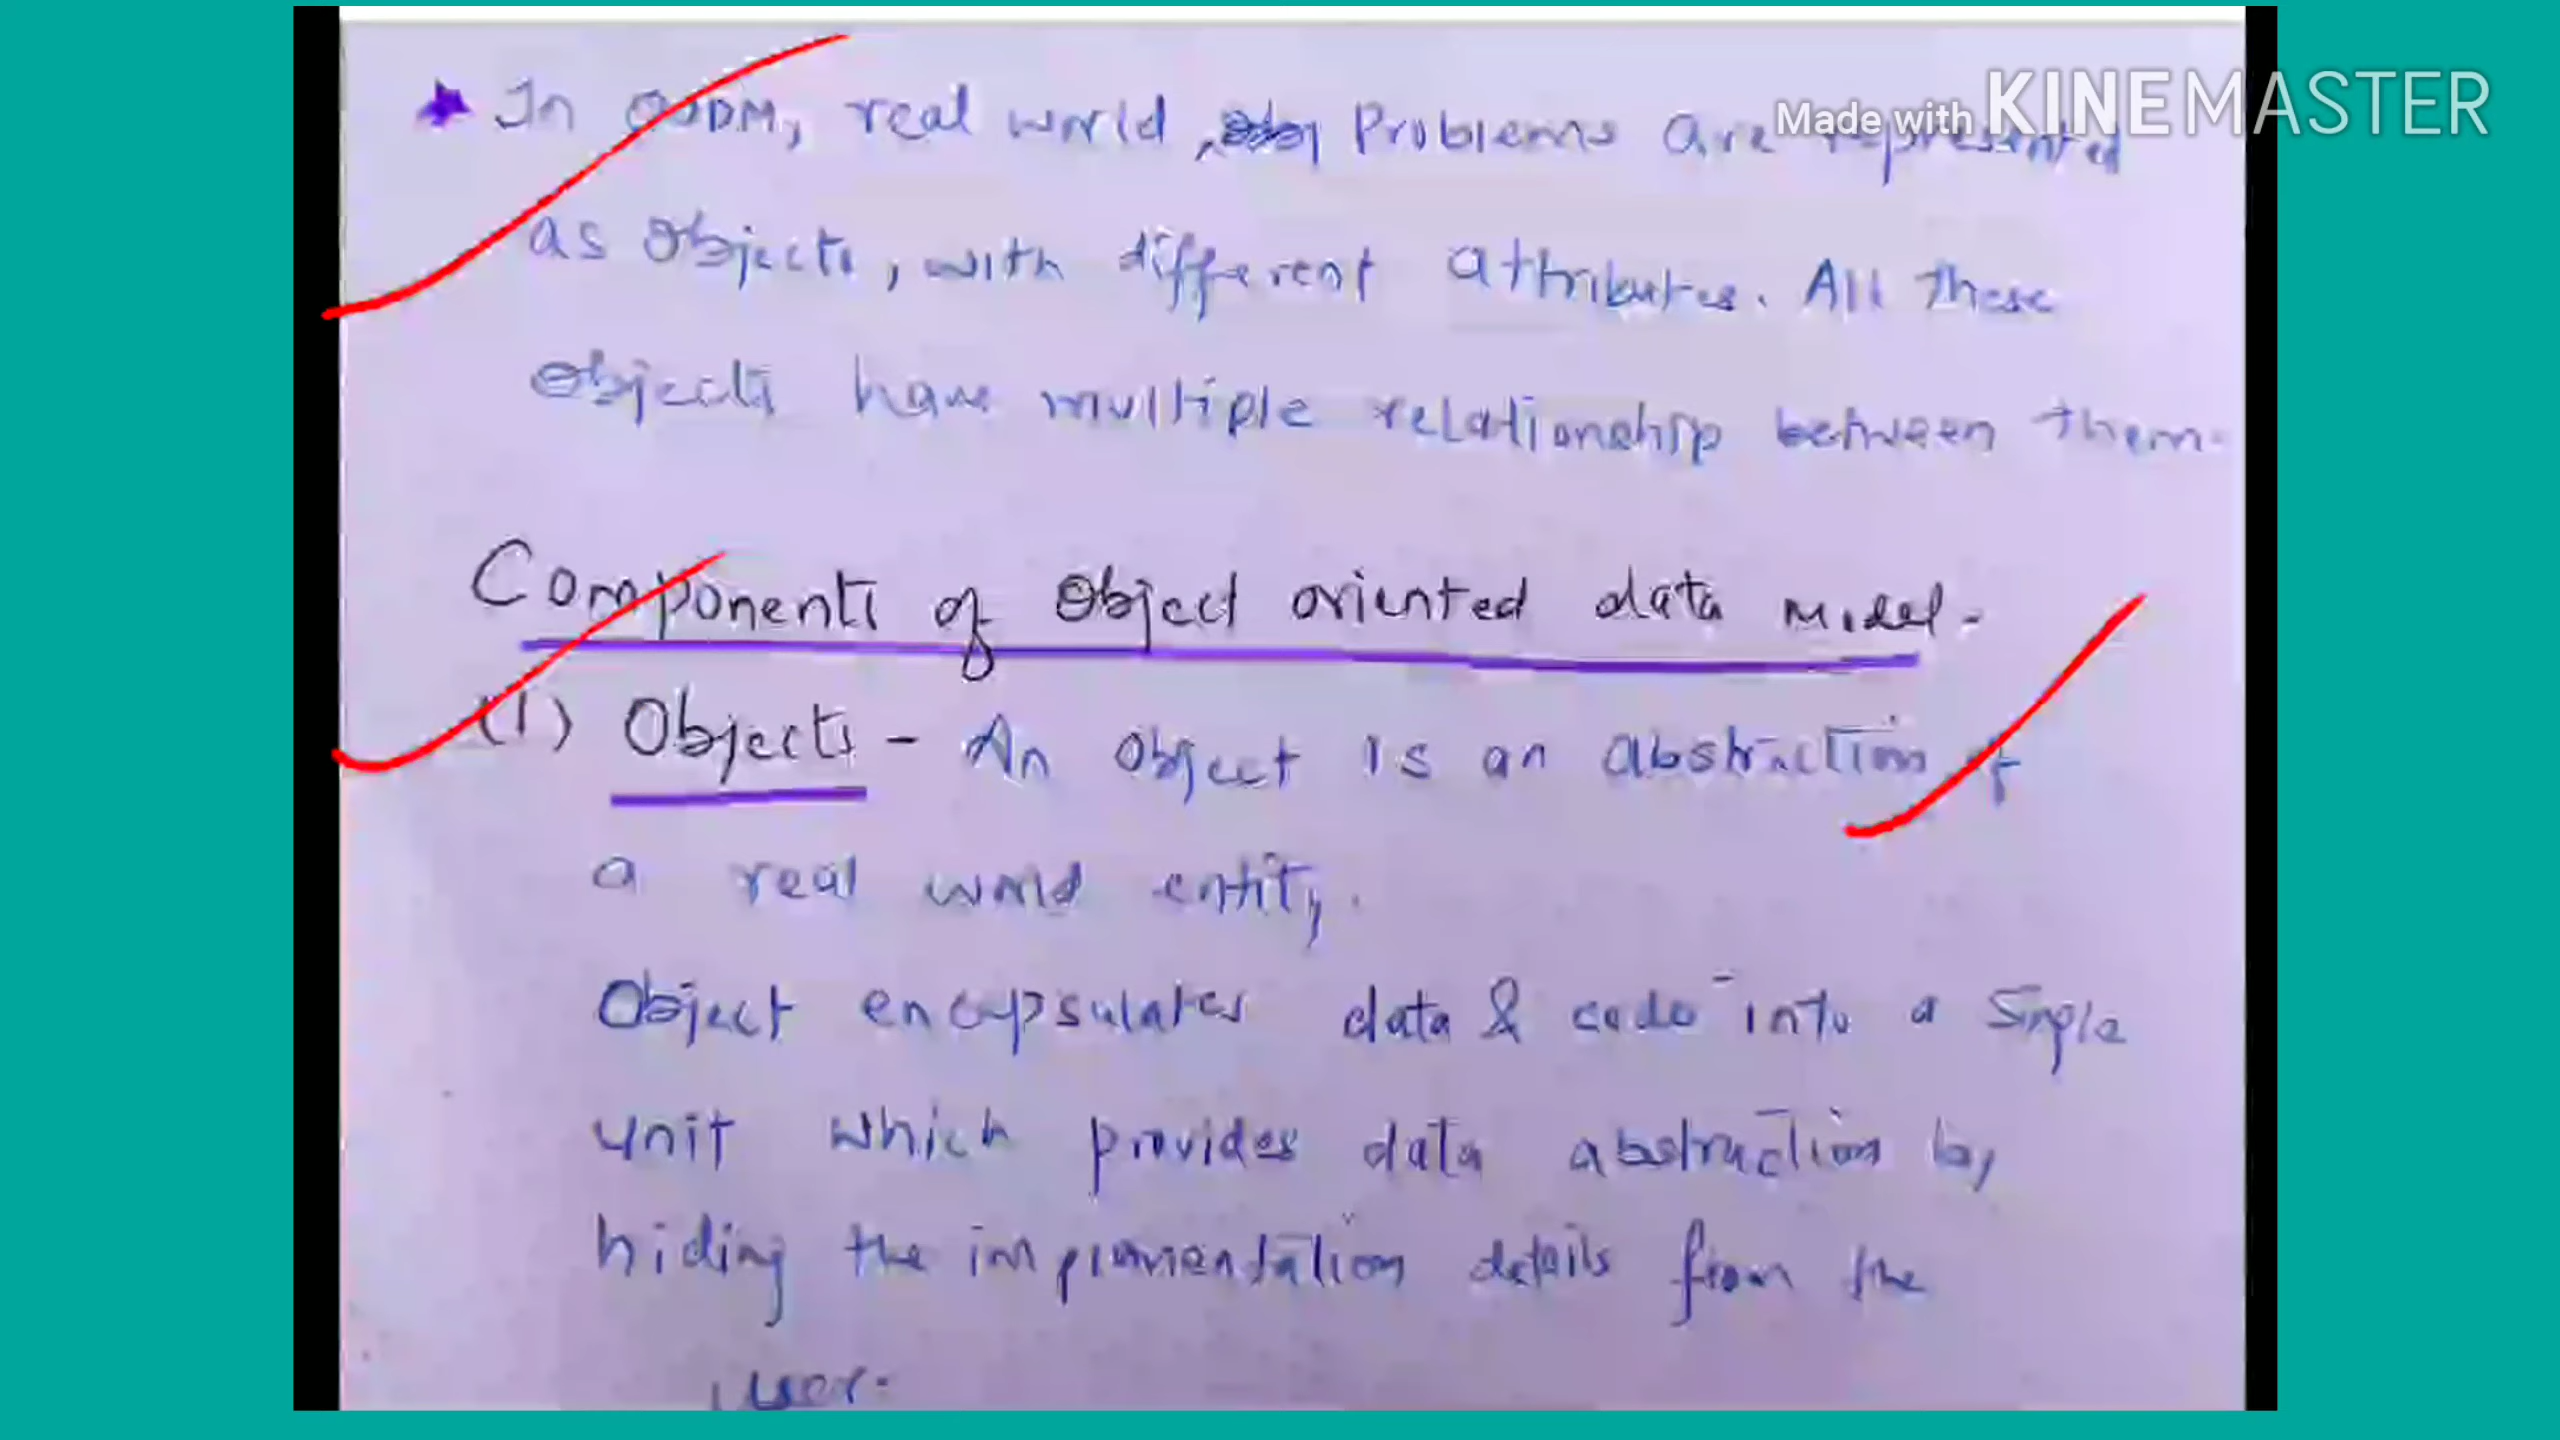 Made with KINEMASTER
★ In OODM, real world, Problems are represented
as objects, with different attributes. All these
objects have multiple relationship between them.
Components of Object oriented data model.
(1) Objects - An object is an abstraction of
a real world entity.
Object encapsulates data & code into a single
unit which provides data abstraction by
hiding the implementation details from the
user.